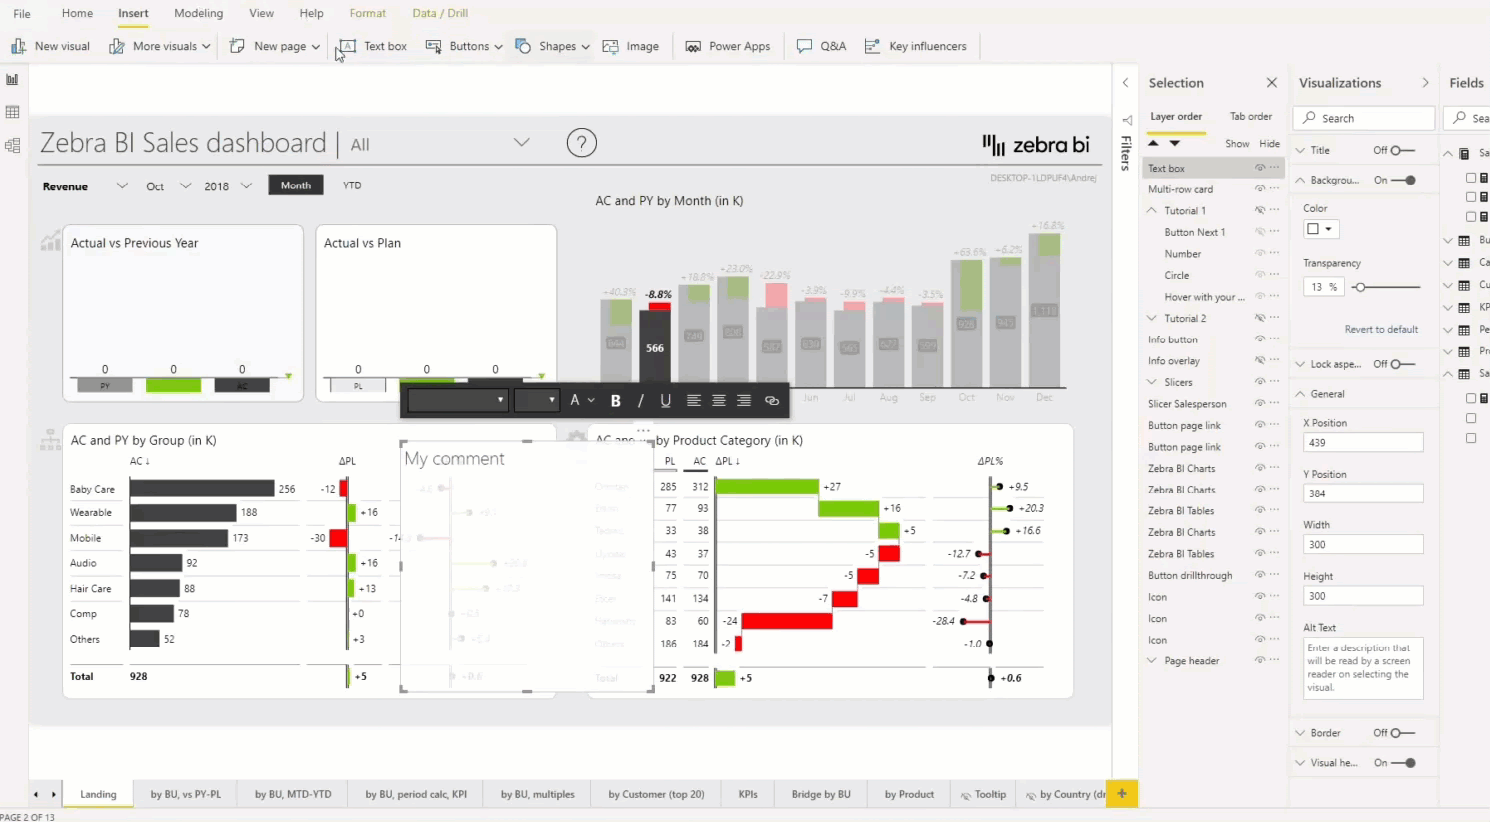 File Home Insert Modeling View Help Format Data / Drill
New visual More visuals New page Text box Buttons Shapes Image Power Apps Q&A Key influencers
Zebra BI Sales dashboard | All ? zebra bi
Revenue Oct 2018 Month YTD
DESKTOP-1LDPUF4\Andrej
Actual vs Previous Year
0 0 0
PY AC
Actual vs Plan
0 0 0
PL
AC and PY by Month (in K)
+40.3% -8.8% +18.8% +23.0% -22.9% -3.9% -9.9% -4.4% -3.5% +63.6% +6.2% +16.8%
566
Jun Jul Aug Sep Oct Nov Dec
A B / U
AC and PY by Group (in K)
AC ↓ ΔPL
Baby Care 256 -12
Wearable 188 +16
Mobile 173 -30
Audio 92 +16
Hair Care 88 +13
Comp 78 +0
Others 52 +3
Total 928 +5
My comment
by Product Category (in K)
PL AC ΔPL ↓ ΔPL%
285 312 +27 +9.5
77 93 +16 +20.3
33 38 +5 +16.6
43 37 -5 -12.7
75 70 -5 -7.2
141 134 -7 -4.8
83 60 -24 -28.4
186 184 -2 -1.0
Total 922 928 +5 +0.6
Filters
Selection
Layer order Tab order
Show Hide
Text box
Multi-row card
Tutorial 1
Button Next 1
Number
Circle
Hover with your ...
Tutorial 2
Info button
Info overlay
Slicers
Slicer Salesperson
Button page link
Button page link
Zebra BI Charts
Zebra BI Charts
Zebra BI Tables
Zebra BI Charts
Zebra BI Tables
Button drillthrough
Icon
Icon
Icon
Page header
Visualizations
Search
Title Off
Backgrou... On
Color
Transparency
13 %
Revert to default
Lock aspe... Off
General
X Position
439
Y Position
384
Width
300
Height
300
Alt Text
Enter a description that
will be read by a screen
reader on selecting the
visual.
Border Off
Visual he... On
Fields
Sea
Sa
Bu
Ca
Cu
KP
Pe
Pr
Sa
Landing by BU, vs PY-PL by BU, MTD-YTD by BU, period calc, KPI by BU, multiples by Customer (top 20) KPIs Bridge by BU by Product Tooltip by Country (dr +
PAGE 2 OF 13